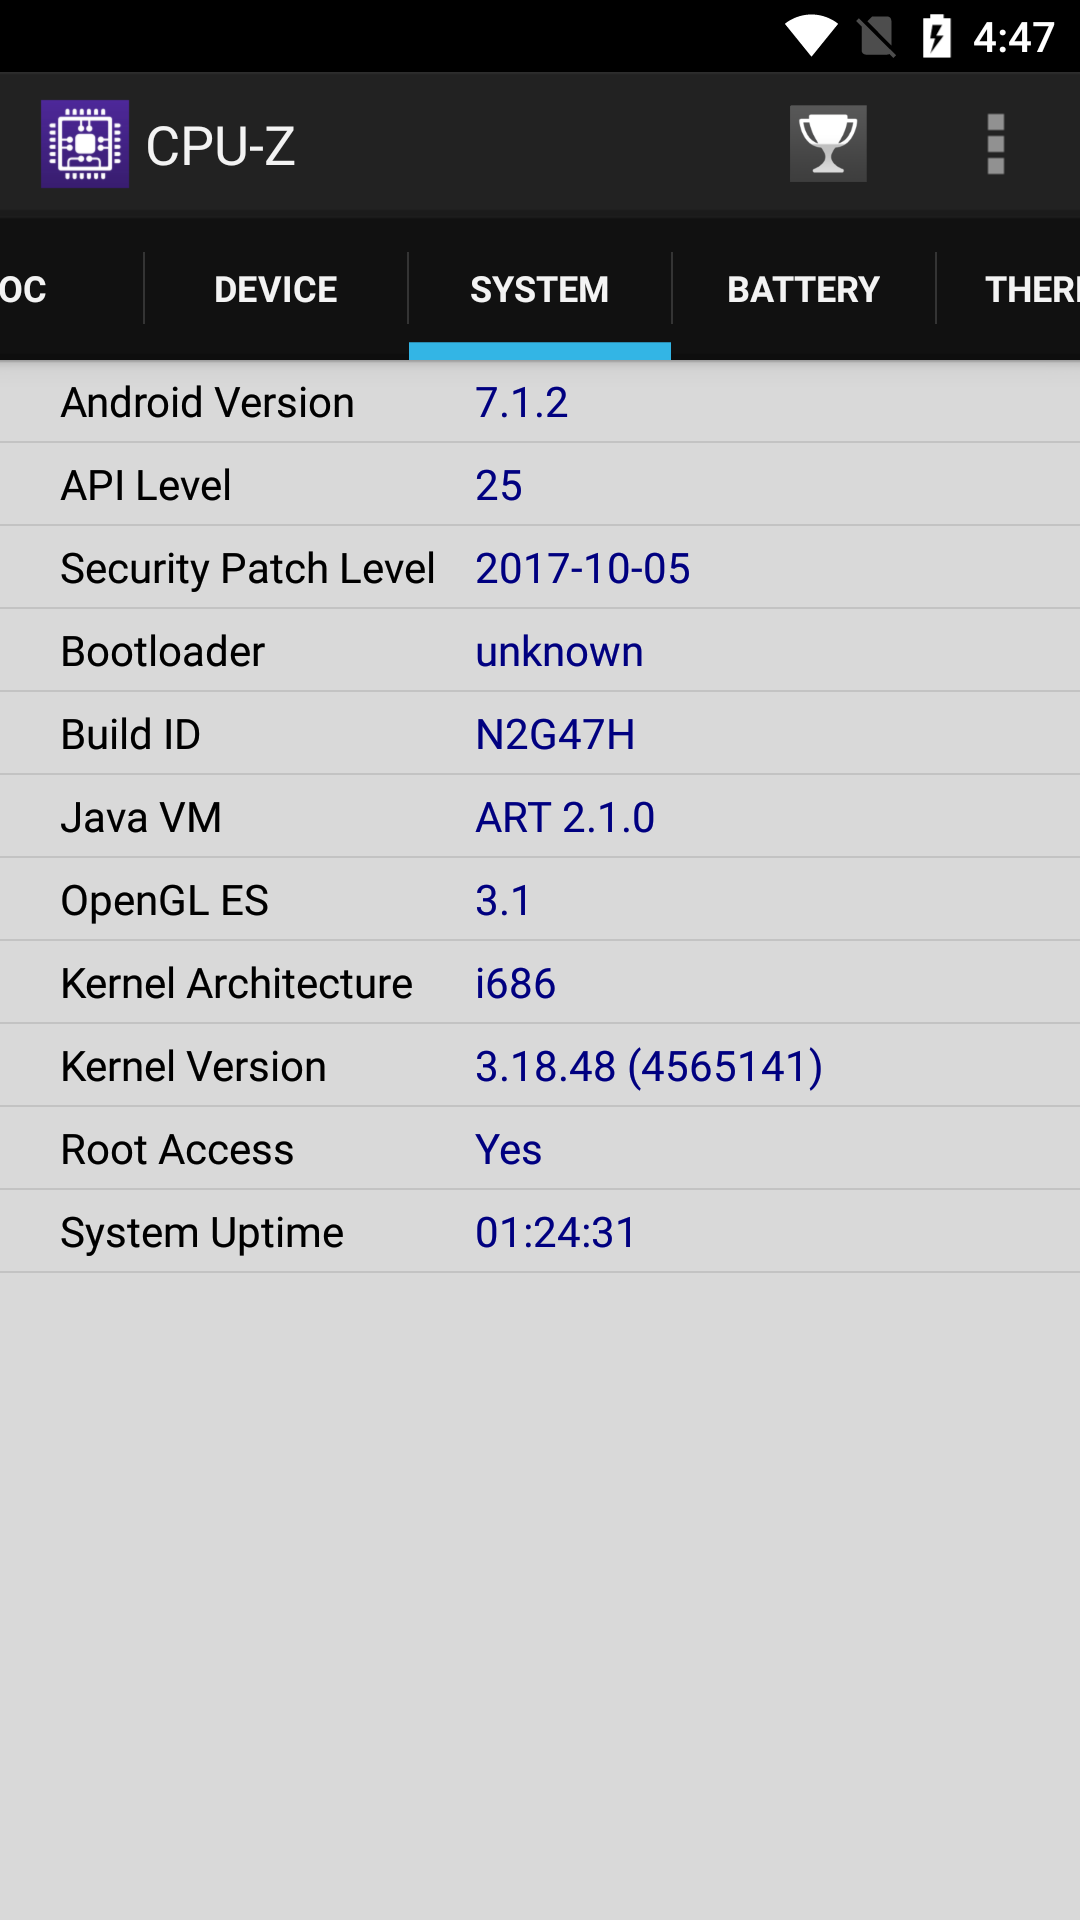 4:47
CPU-Z
OC DEVICE SYSTEM BATTERY THER
Android Version 7.1.2
API Level 25
Security Patch Level 2017-10-05
Bootloader unknown
Build ID N2G47H
Java VM ART 2.1.0
OpenGL ES 3.1
Kernel Architecture i686
Kernel Version 3.18.48 (4565141)
Root Access Yes
System Uptime 01:24:31